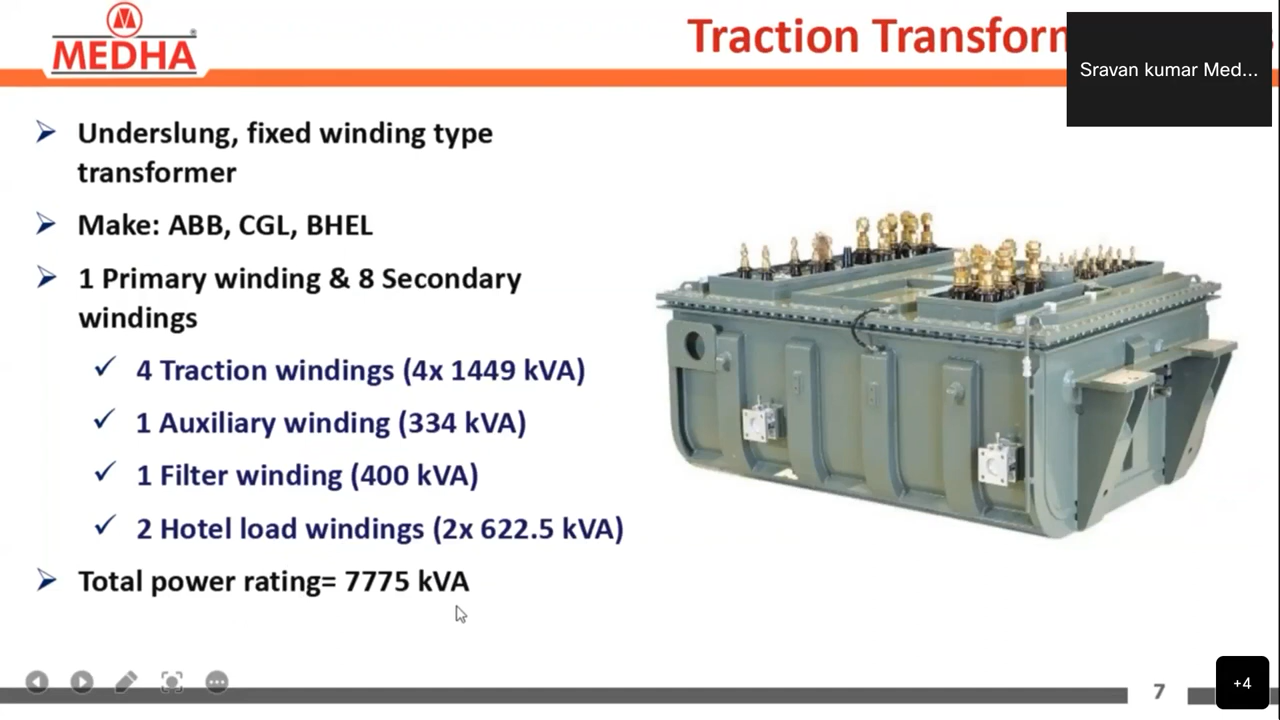 MEDHA
Traction Transform
Sravan kumar Med...
Underslung, fixed winding type
transformer
Make: ABB, CGL, BHEL
1 Primary winding & 8 Secondary
windings
4 Traction windings (4x 1449 kVA)
1 Auxiliary winding (334 kVA)
1 Filter winding (400 kVA)
2 Hotel load windings (2x 622.5 kVA)
Total power rating= 7775 kVA
7
+4